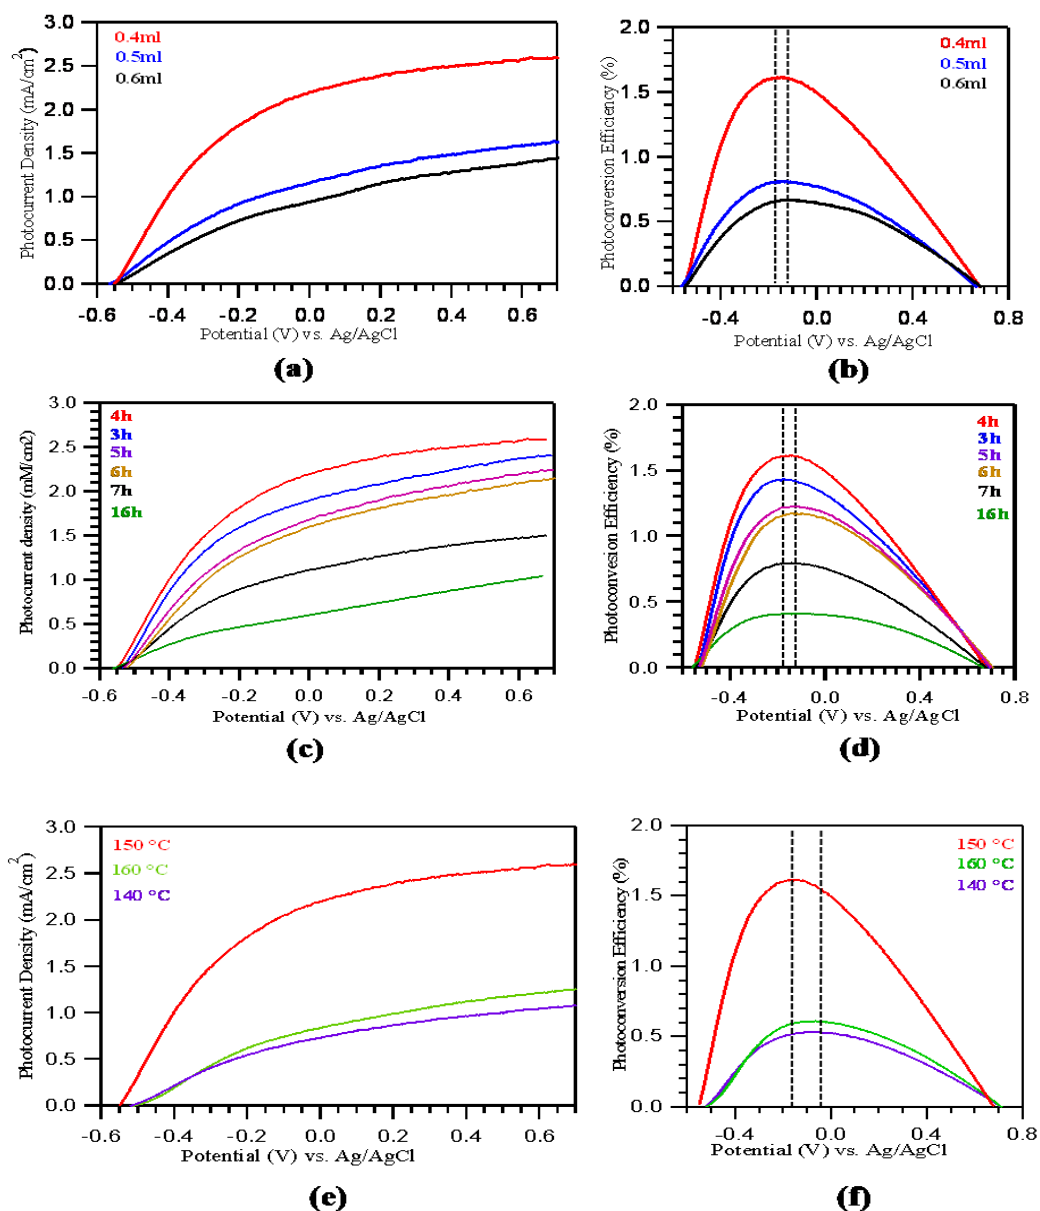 Photocurrent Density (mA/cm2)
3.0
2.5
2.0
1.5
1.0
0.5
0.0
0.4ml
0.5ml
0.6ml
-0.6 -0.4 -0.2 0.0 0.2 0.4 0.6
Potential (V) vs. Ag/AgCl
(a)
Photoconversion Efficiency (%)
2.0
1.5
1.0
0.5
0.0
0.4ml
0.5ml
0.6ml
-0.4 0.0 0.4 0.8
Potential (V) vs. Ag/AgCl
(b)
Photocurrent density (mM/cm2)
3.0
2.5
2.0
1.5
1.0
0.5
0.0
4h
3h
5h
6h
7h
16h
-0.6 -0.4 -0.2 0.0 0.2 0.4 0.6
Potential (V) vs. Ag/AgCl
(c)
Photoconvesion Efficiency (%)
2.0
1.5
1.0
0.5
0.0
4h
3h
5h
6h
7h
16h
-0.4 0.0 0.4 0.8
Potential (V) vs. Ag/AgCl
(d)
Photocurrent Density (mA/cm2)
3.0
2.5
2.0
1.5
1.0
0.5
0.0
150 °C
160 °C
140 °C
-0.6 -0.4 -0.2 0.0 0.2 0.4 0.6
Potential (V) vs. Ag/AgCl
(e)
Photoconversion Efficiency (%)
2.0
1.5
1.0
0.5
0.0
150 °C
160 °C
140 °C
-0.4 0.0 0.4 0.8
Potential (V) vs. Ag/AgCl
(f)